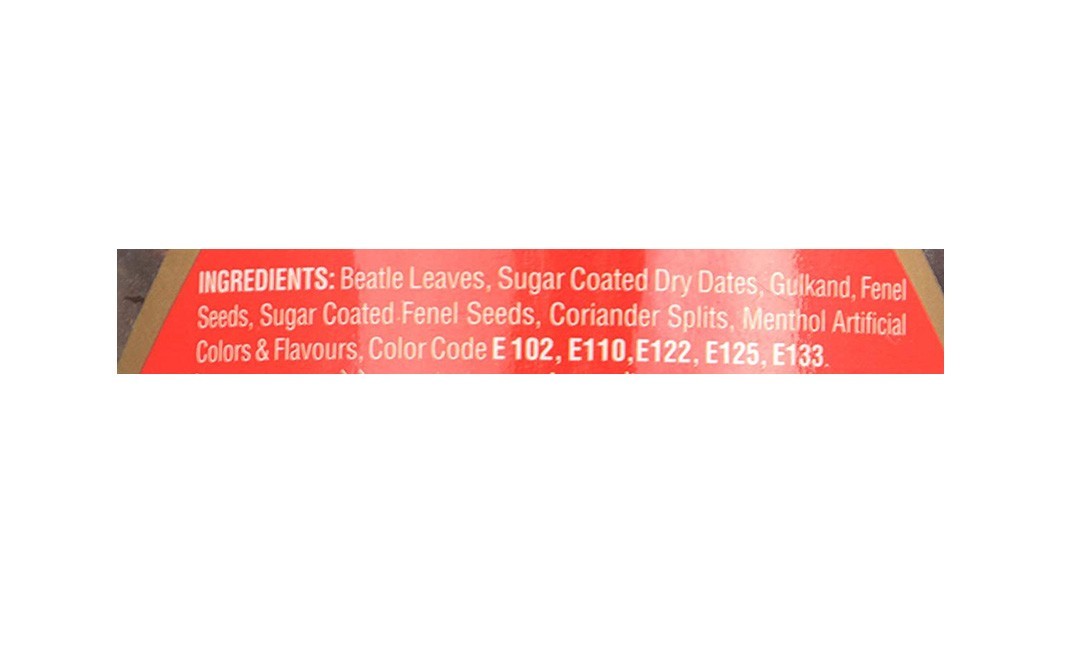 INGREDIENTS: Beatle Leaves, Sugar Coated Dry Dates, Gulkand, Fenel
Seeds, Sugar Coated Fenel Seeds, Coriander Splits, Menthol Artificial
Colors & Flavours, Color Code E 102, E110,E122, E125, E133.